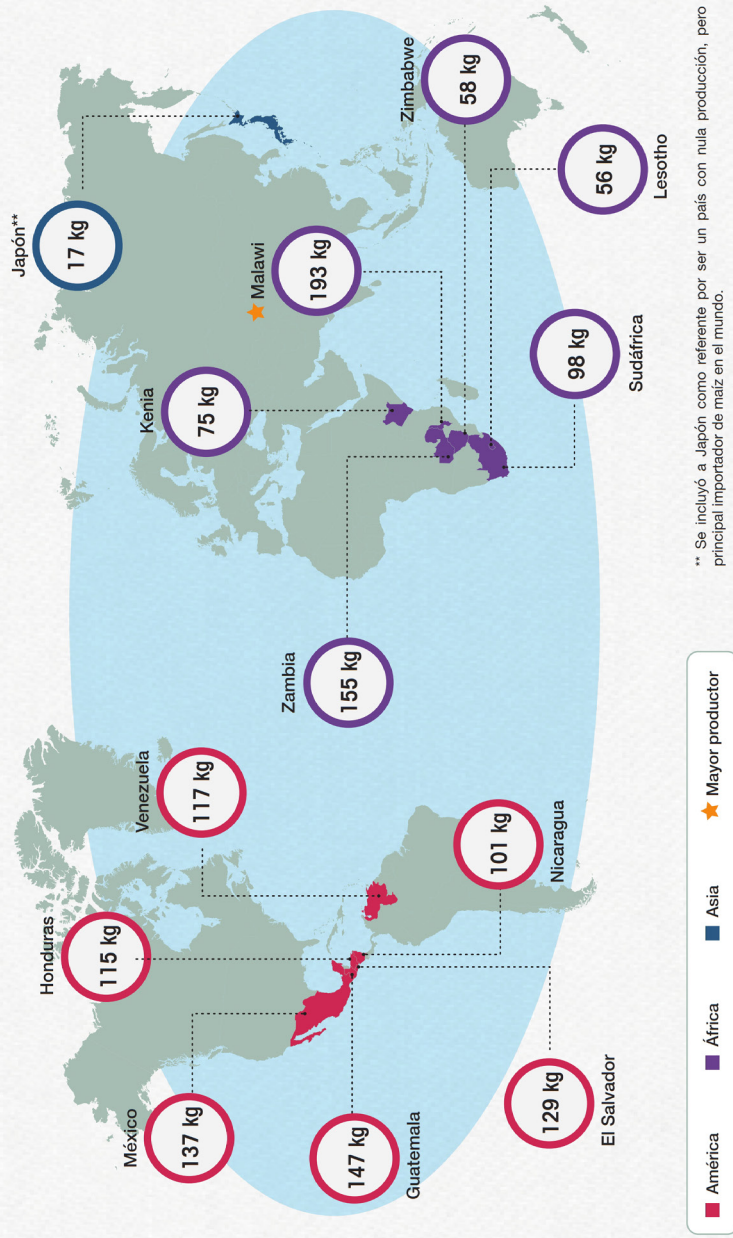 México
137 kg
Honduras
115 kg
Venezuela
117 kg
Guatemala
147 kg
El Salvador
129 kg
Nicaragua
101 kg
Zambia
155 kg
Kenia
75 kg
Malawi
193 kg
Japón**
17 kg
Zimbabwe
58 kg
Lesotho
56 kg
Sudáfrica
98 kg
América
África
Asia
Mayor productor
** Se incluyó a Japón como referente por ser un país con nula producción, pero
principal importador de maíz en el mundo.